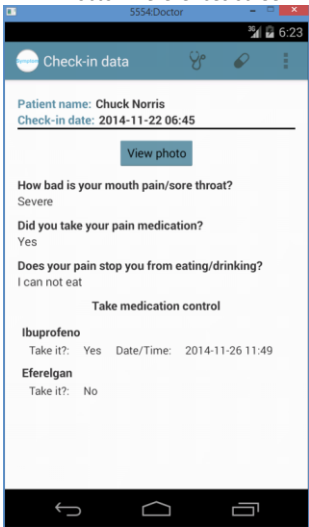 5554:Doctor
3G 6:23
Symptom Check-in data
Patient name: Chuck Norris
Check-in date: 2014-11-22 06:45
View photo
How bad is your mouth pain/sore throat?
Severe
Did you take your pain medication?
Yes
Does your pain stop you from eating/drinking?
I can not eat
Take medication control
Ibuprofeno
Take it?: Yes Date/Time: 2014-11-26 11:49
Eferelgan
Take it?: No